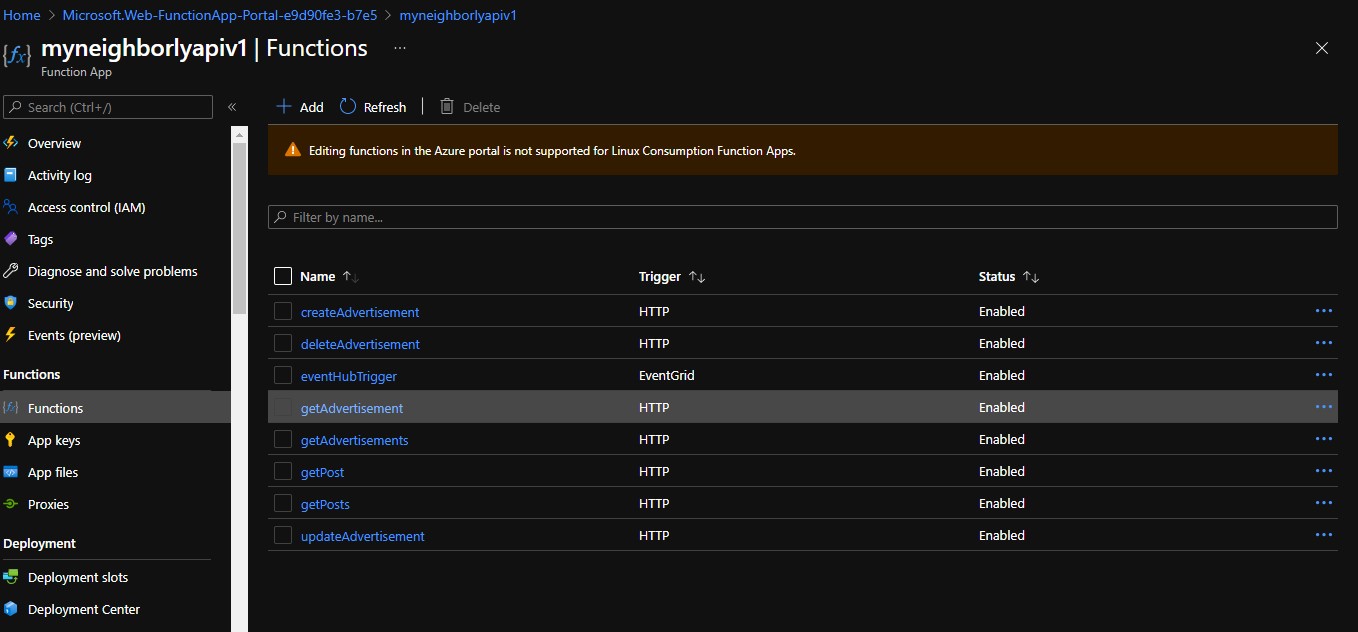 Home > Microsoft.Web-FunctionApp-Portal-e9d90fe3-b7e5 > myneighborlyapiv1
myneighborlyapiv1 | Functions ...
Function App
Search (Ctrl+/)
«
Add
Refresh
Delete
Overview
Activity log
Access control (IAM)
Tags
Diagnose and solve problems
Security
Events (preview)
Functions
Functions
App keys
App files
Proxies
Deployment
Deployment slots
Deployment Center
Editing functions in the Azure portal is not supported for Linux Consumption Function Apps.
Filter by name...
Name Trigger Status
createAdvertisement HTTP Enabled
deleteAdvertisement HTTP Enabled
eventHubTrigger EventGrid Enabled
getAdvertisement HTTP Enabled
getAdvertisements HTTP Enabled
getPost HTTP Enabled
getPosts HTTP Enabled
updateAdvertisement HTTP Enabled